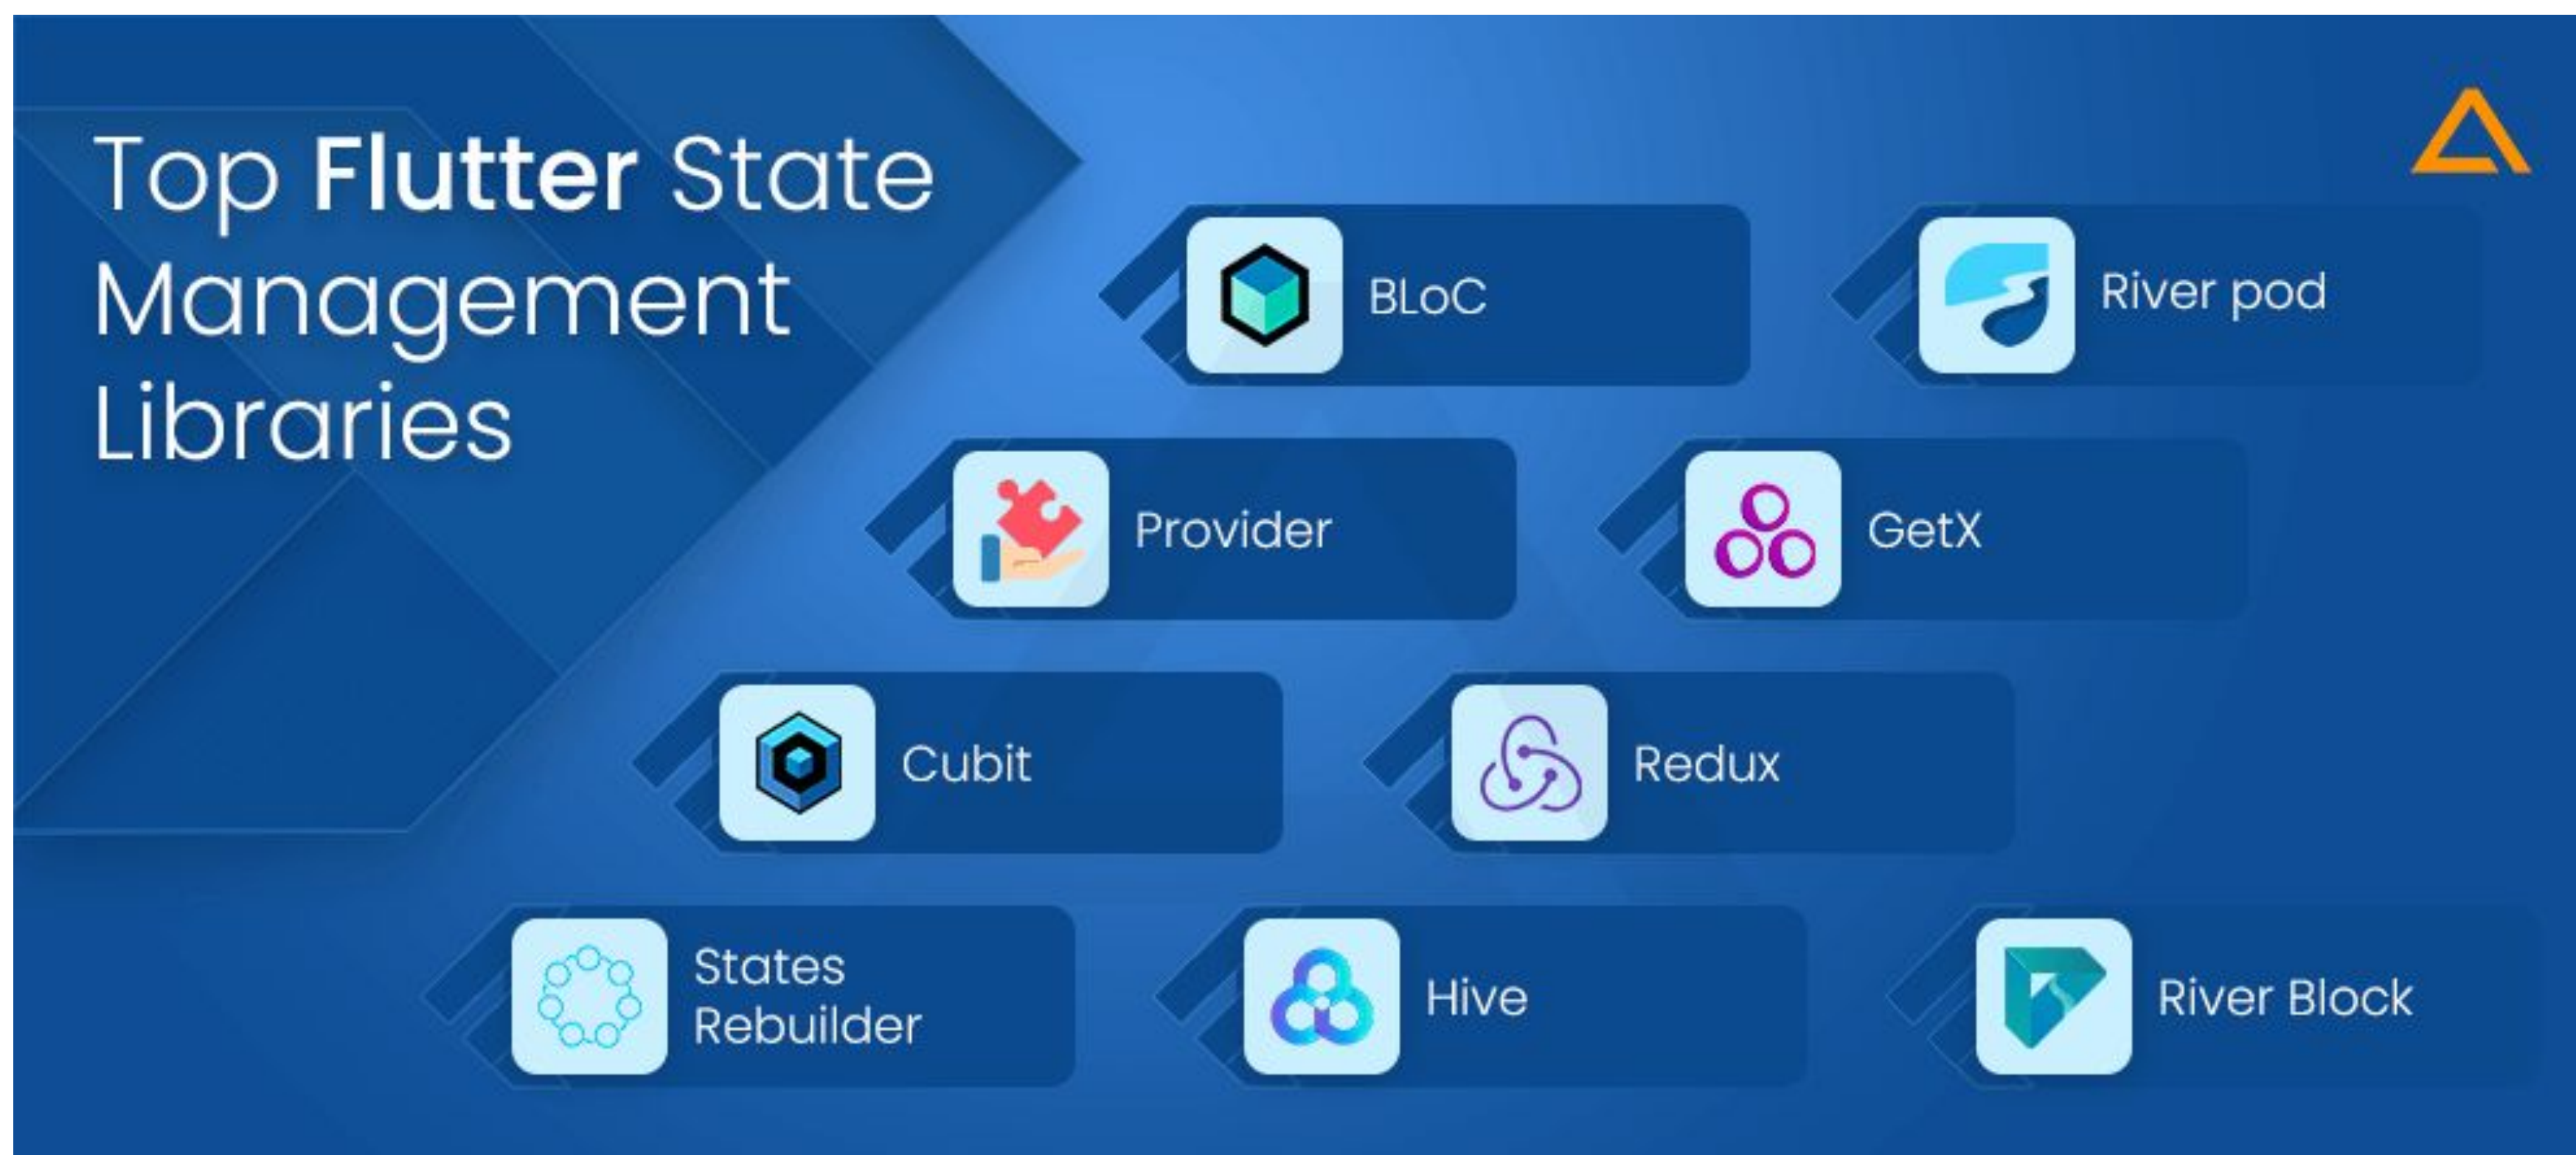 Top Flutter State
Management
Libraries
BLoC
River pod
Provider
GetX
Cubit
Redux
States
Rebuilder
Hive
River Block